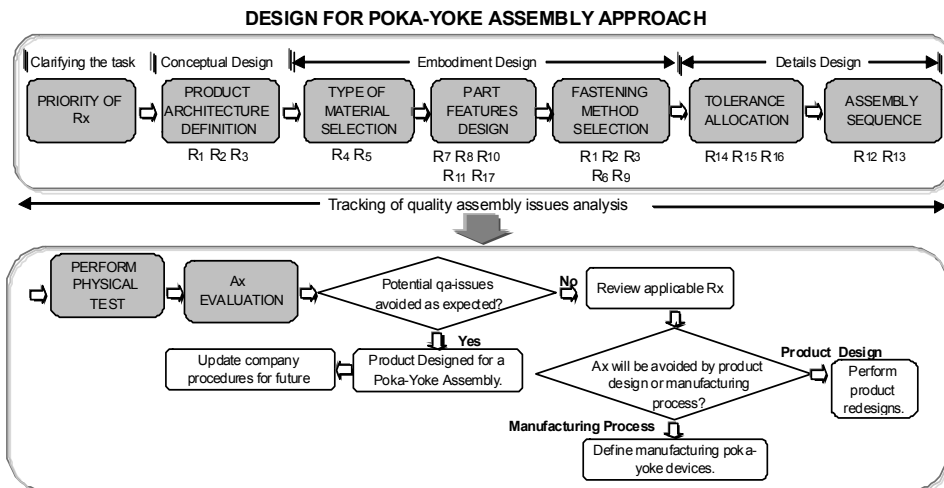 DESIGN FOR POKA-YOKE ASSEMBLY APPROACH
Clarifying the task
Conceptual Design
Embodiment Design
Details Design
PRIORITY OF
Rx
PRODUCT
ARCHITECTURE
DEFINITION
TYPE OF
MATERIAL
SELECTION
PART
FEATURES
DESIGN
FASTENING
METHOD
SELECTION
TOLERANCE
ALLOCATION
ASSEMBLY
SEQUENCE
R1 R2 R3
R4 R5
R7 R8 R10
R11 R17
R1 R2 R3
R6 R9
R14 R15 R16
R12 R13
Tracking of quality assembly issues analysis
PERFORM
PHYSICAL
TEST
Ax
EVALUATION
Potential qa-issues
avoided as expected?
No
Review applicable Rx
Yes
Update company
procedures for future
Product Designed for a
Poka-Yoke Assembly.
Ax will be avoided by product
design or manufacturing
process?
Product Design
Perform
product
redesigns.
Manufacturing Process
Define manufacturing poka-
yoke devices.